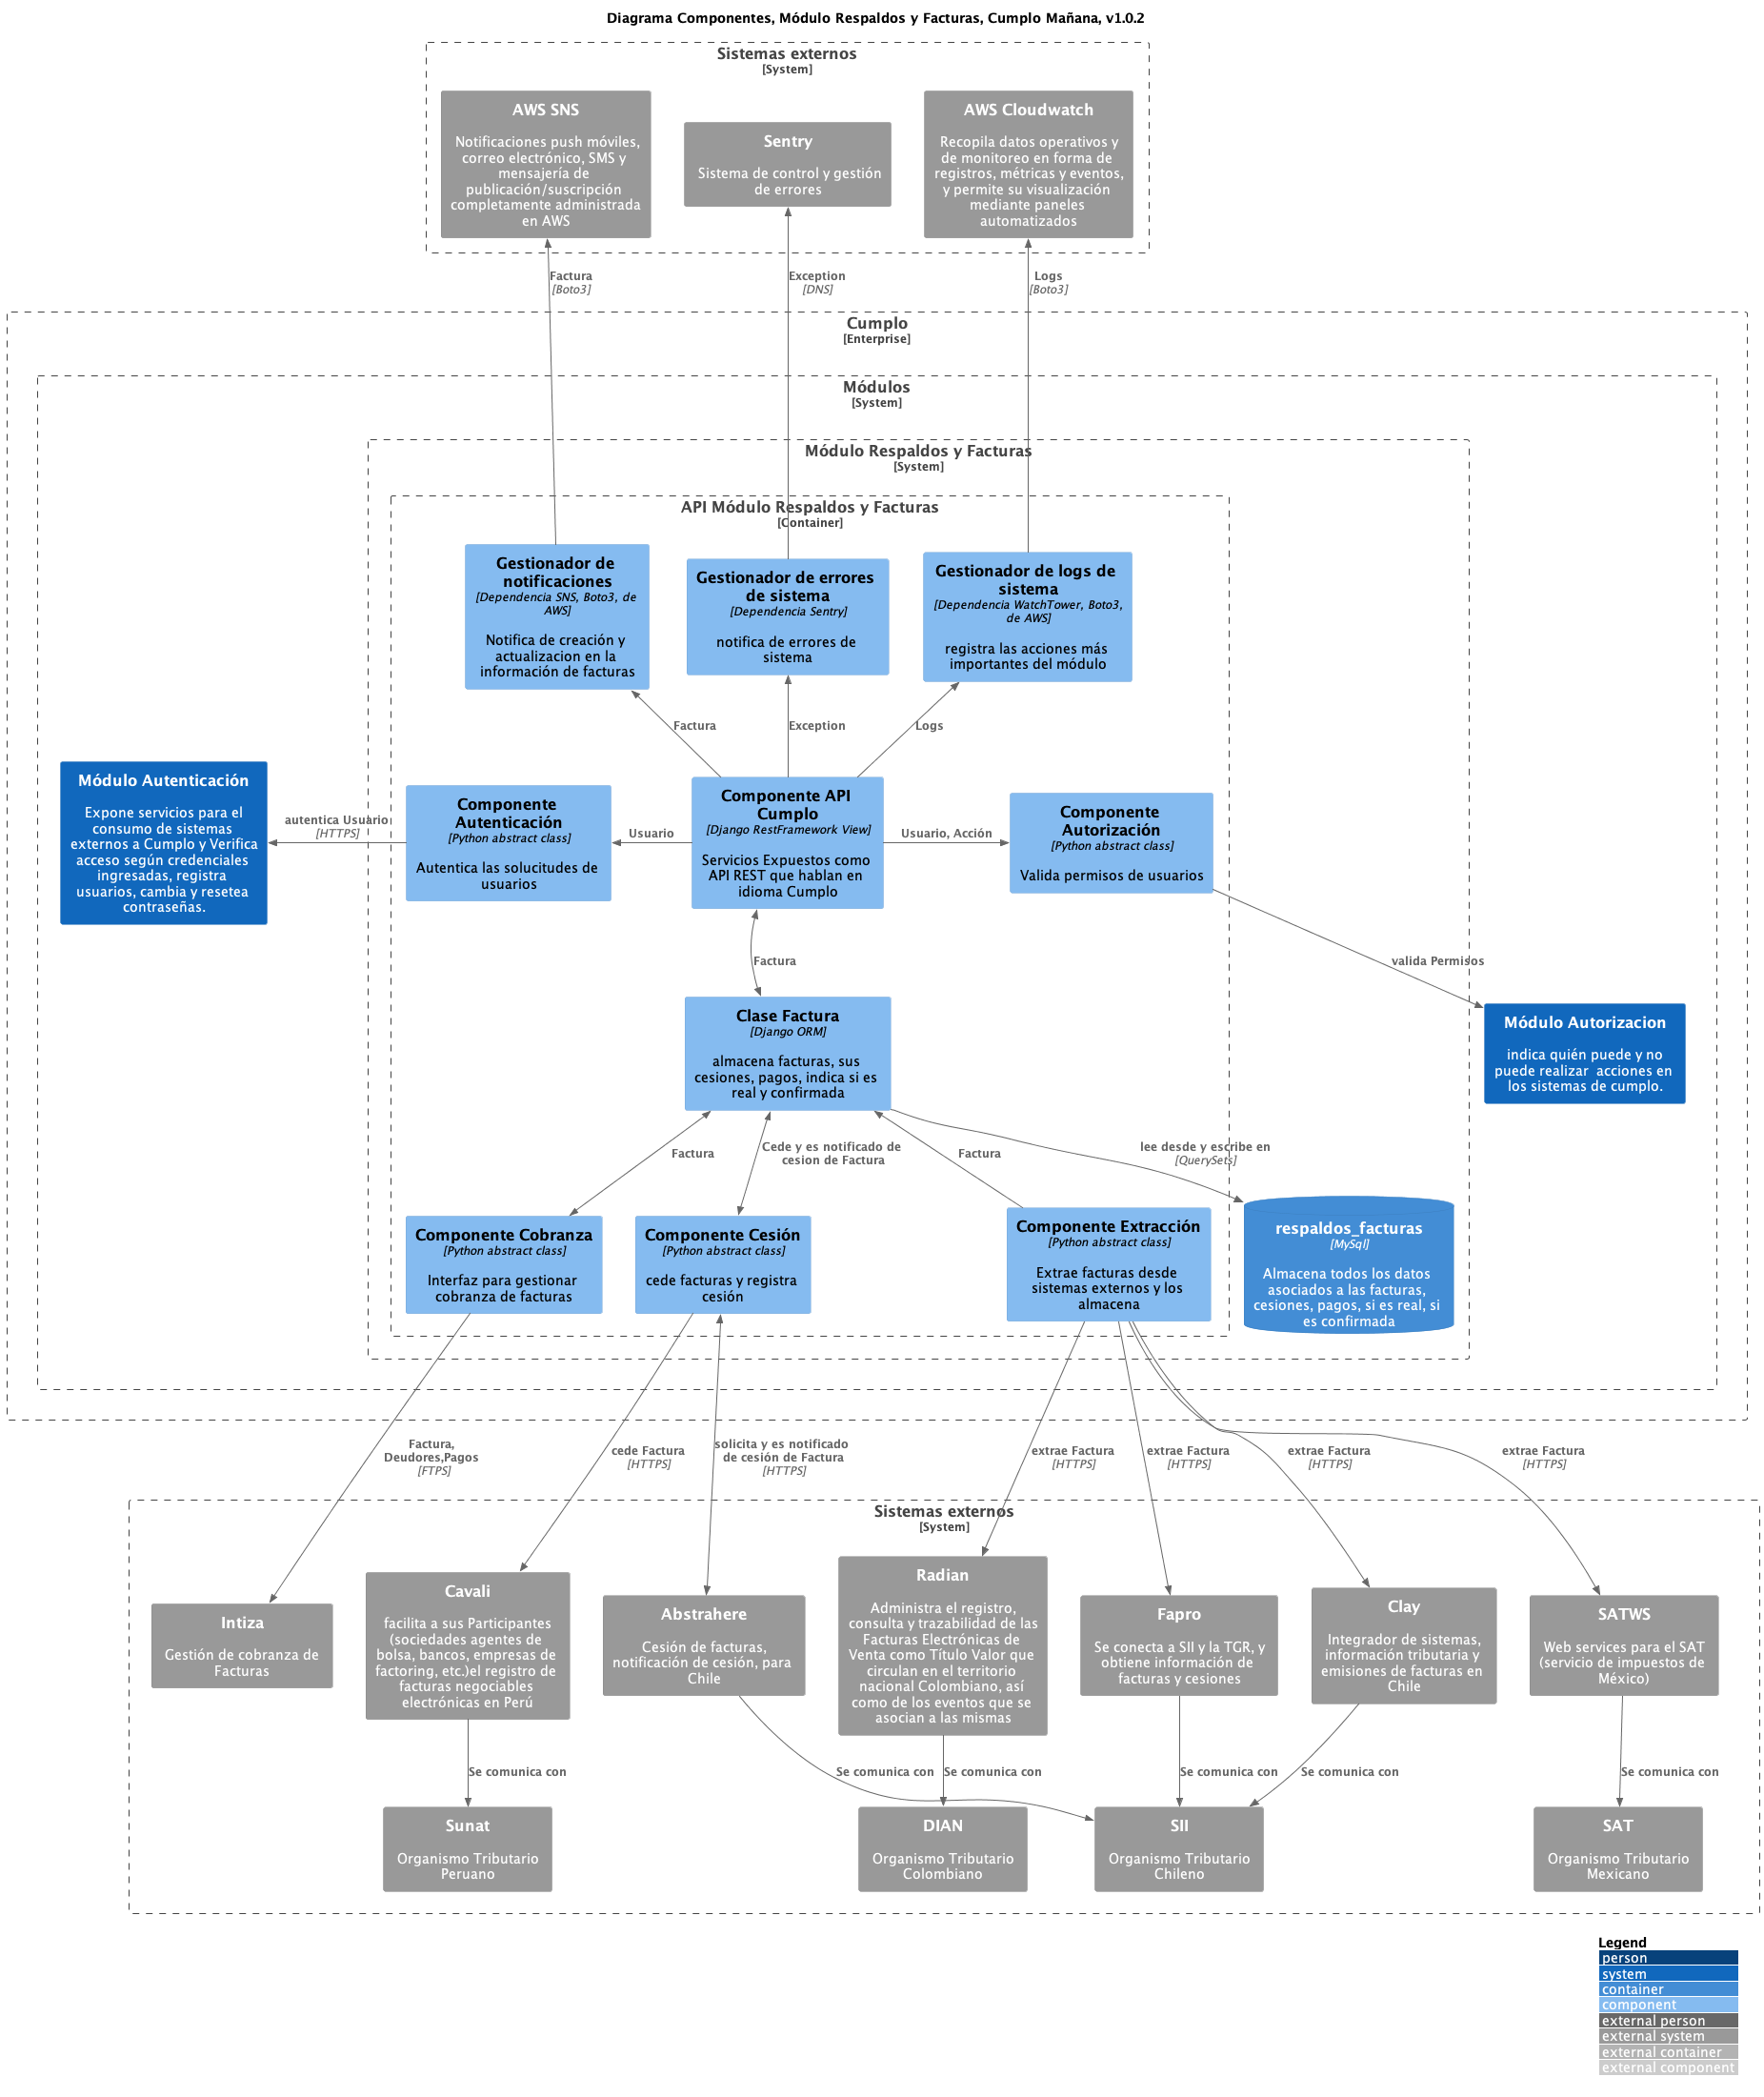 Diagrama Componentes, Módulo Respaldos y Facturas, Cumplo Mañana, v1.0.2
Sistemas externos
[System]
AWS SNS
Notificaciones push móviles,
correo electrónico, SMS y
mensajería de
publicación/suscripción
completamente administrada
en AWS
Sentry
Sistema de control y gestión
de errores
AWS Cloudwatch
Recopila datos operativos y
de monitoreo en forma de
registros, métricas y eventos,
y permite su visualización
mediante paneles
automatizados
Factura
[Boto3]
Exception
[DNS]
Logs
[Boto3]
Cumplo
[Enterprise]
Módulos
[System]
Módulo Respaldos y Facturas
[System]
API Módulo Respaldos y Facturas
[Container]
Gestionador de
notificaciones
[Dependencia SNS, Boto3, de
AWS]
Notifica de creación y
actualizacion en la
información de facturas
Gestionador de errores
de sistema
[Dependencia Sentry]
notifica de errores de
sistema
Gestionador de logs de
sistema
[Dependencia WatchTower, Boto3,
de AWS]
registra las acciones más
importantes del módulo
Factura
Exception
Logs
Módulo Autenticación
Expone servicios para el
consumo de sistemas
externos a Cumplo y Verifica
acceso según credenciales
ingresadas, registra
usuarios, cambia y resetea
contraseñas.
autentica Usuario
[HTTPS]
Componente
Autenticación
[Python abstract class]
Autentica las solucitudes de
usuarios
Usuario
Componente API
Cumplo
[Django RestFramework View]
Servicios Expuestos como
API REST que hablan en
idioma Cumplo
Usuario, Acción
Componente
Autorización
[Python abstract class]
Valida permisos de usuarios
Factura
valida Permisos
Clase Factura
[Django ORM]
almacena facturas, sus
cesiones, pagos, indica si es
real y confirmada
Módulo Autorizacion
indica quién puede y no
puede realizar  acciones en
los sistemas de cumplo.
Factura
Cede y es notificado de
cesion de Factura
Factura
lee desde y escribe en
[QuerySets]
Componente Cobranza
[Python abstract class]
Interfaz para gestionar
cobranza de facturas
Componente Cesión
[Python abstract class]
cede facturas y registra
cesión
Componente Extracción
[Python abstract class]
Extrae facturas desde
sistemas externos y los
almacena
respaldos_facturas
[MySql]
Almacena todos los datos
asociados a las facturas,
cesiones, pagos, si es real, si
es confirmada
Factura,
Deudores,Pagos
[FTPS]
cede Factura
[HTTPS]
solicita y es notificado
de cesión de Factura
[HTTPS]
extrae Factura
[HTTPS]
extrae Factura
[HTTPS]
extrae Factura
[HTTPS]
extrae Factura
[HTTPS]
Sistemas externos
[System]
Intiza
Gestión de cobranza de
Facturas
Cavali
facilita a sus Participantes
(sociedades agentes de
bolsa, bancos, empresas de
factoring, etc.)el registro de
facturas negociables
electrónicas en Perú
Abstrahere
Cesión de facturas,
notificación de cesión, para
Chile
Radian
Administra el registro,
consulta y trazabilidad de las
Facturas Electrónicas de
Venta como Título Valor que
circulan en el territorio
nacional Colombiano, así
como de los eventos que se
asocian a las mismas
Fapro
Se conecta a SII y la TGR, y
obtiene información de
facturas y cesiones
Clay
Integrador de sistemas,
información tributaria y
emisiones de facturas en
Chile
SATWS
Web services para el SAT
(servicio de impuestos de
México)
Se comunica con
Se comunica con
Se comunica con
Se comunica con
Se comunica con
Se comunica con
Sunat
Organismo Tributario
Peruano
DIAN
Organismo Tributario
Colombiano
SII
Organismo Tributario
Chileno
SAT
Organismo Tributario
Mexicano
Legend
person
system
container
component
external person
external system
external container
external component